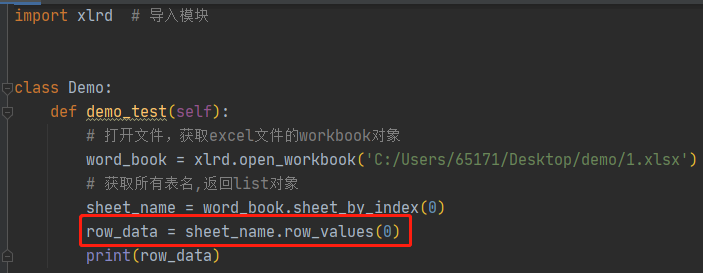 import xlrd  # 导入模块
class Demo:
    def demo_test(self):
        # 打开文件，获取excel文件的workbook对象
        word_book = xlrd.open_workbook('C:/Users/65171/Desktop/demo/1.xlsx')
        # 获取所有表名,返回list对象
        sheet_name = word_book.sheet_by_index(0)
        row_data = sheet_name.row_values(0)
        print(row_data)